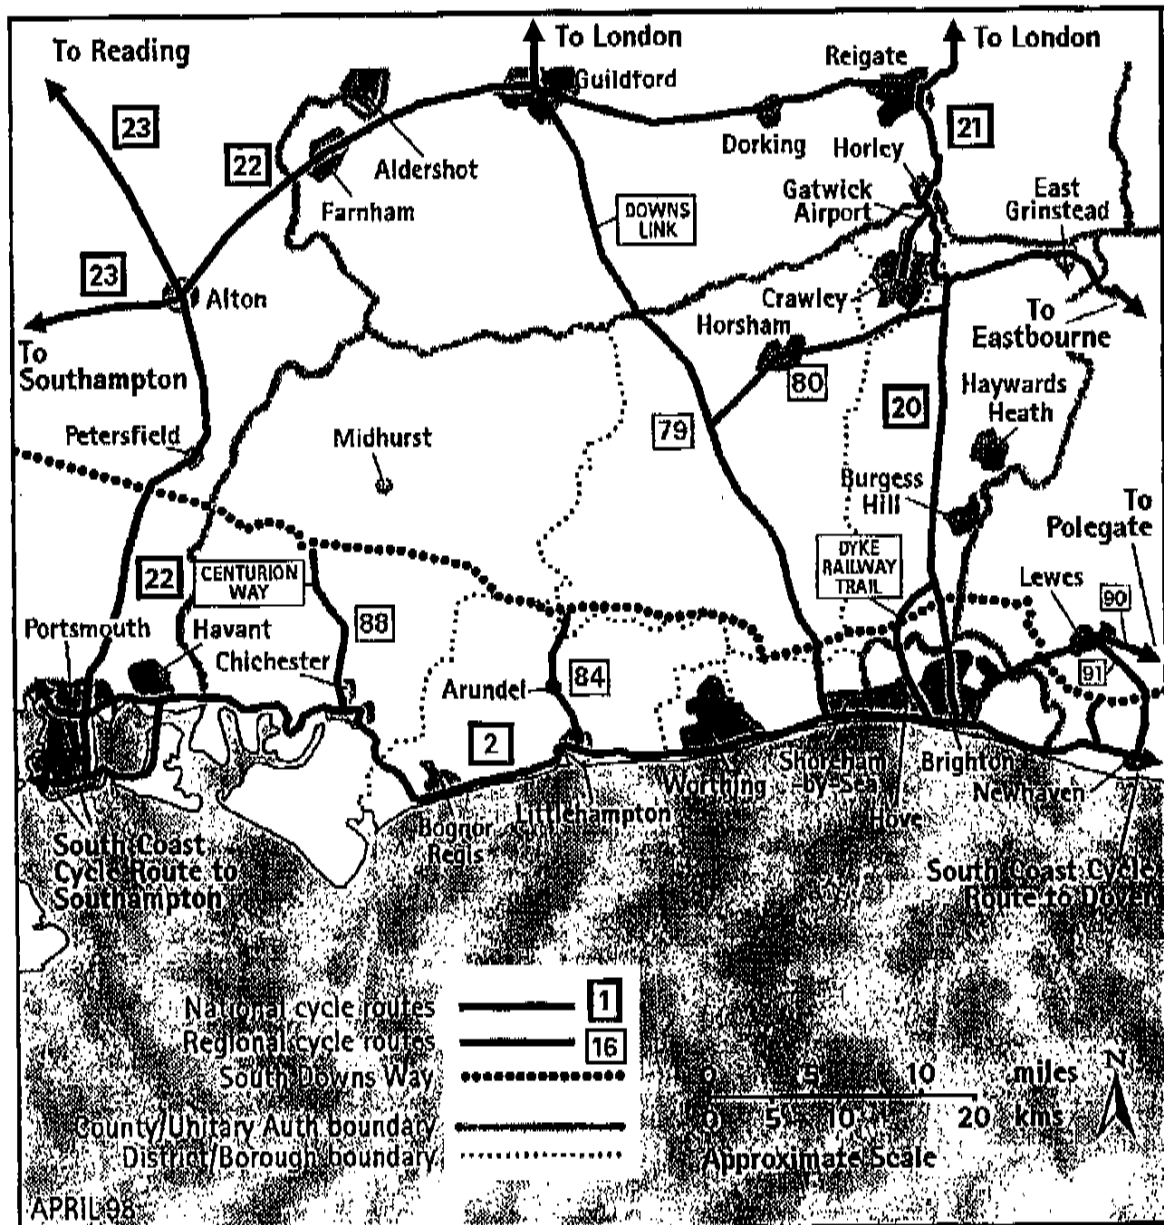 To Reading
To London
To London
Reigate
Guildford
23
21
22
Dorking
Horley
Aldershot
Farnham
Gatwick
Airport
East
Grinstead
DOWNS
LINK
23
Alton
Crawley
Horsham
To
Eastbourne
To
Southampton
80
20
Haywards
Heath
Petersfield
Midhurst
79
Burgess
Hill
To
Polegate
22
CENTURION
WAY
DYKE
RAILWAY
TRAIL
Lewes
90
Portsmouth
Havant
88
Chichester
91
Arundel
84
2
Worthing
Shoreham
-by-Sea
Brighton
Newhaven
Hove
Littlehampton
Bognor
Regis
South Coast
Cycle Route to
Southampton
South Coast Cycle
Route to Dover
National cycle routes
1
Regional cycle routes
16
South Downs Way
County/Unitary Auth boundary
District/Borough boundary
0 5 10 miles
0 5 10 20 kms
Approximate Scale
N
APRIL 98